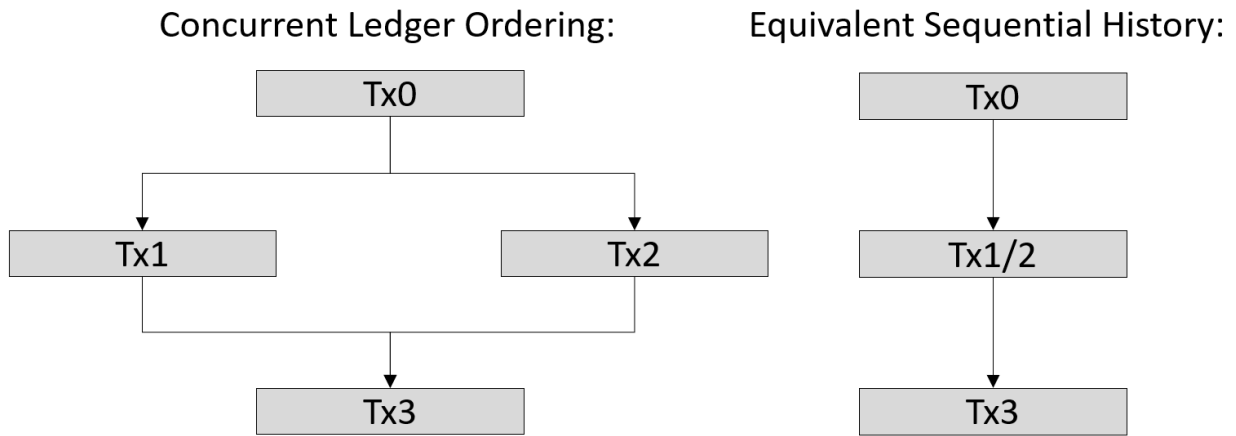 Concurrent Ledger Ordering:
Tx0
Tx1
Tx2
Tx3
Equivalent Sequential History:
Tx0
Tx1/2
Tx3